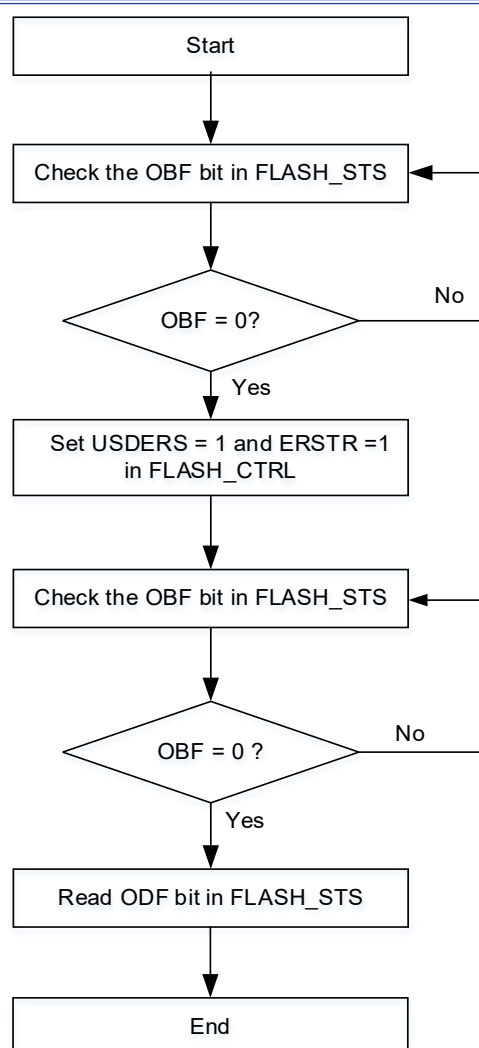 Start
Check the OBF bit in FLASH_STS
OBF = 0?
No
Yes
Set USDERS = 1 and ERSTR =1
in FLASH_CTRL
Check the OBF bit in FLASH_STS
OBF = 0 ?
No
Yes
Read ODF bit in FLASH_STS
End